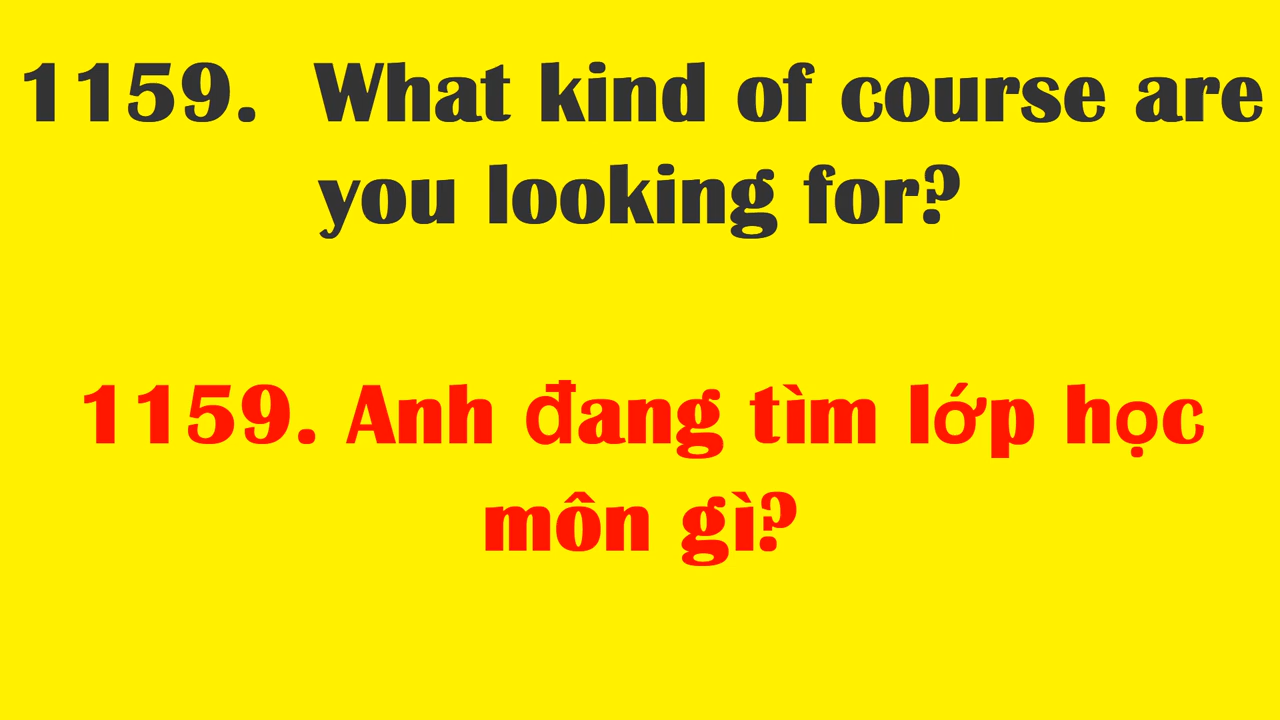 1159. What kind of course are
you looking for?
1159. Anh đang tìm lớp học
môn gì?